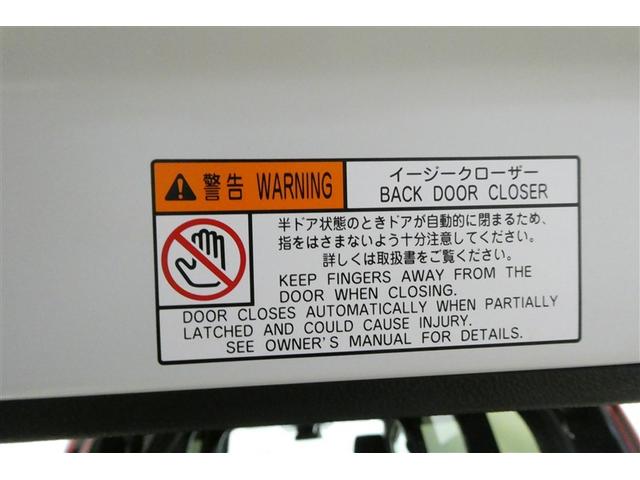 警告 WARNING
イージークローザー
BACK DOOR CLOSER
半ドア状態のときドアが自動的に閉まるため、
指をはさまないよう十分注意してください。
詳しくは取扱書をご覧ください。
KEEP FINGERS AWAY FROM THE
DOOR WHEN CLOSING.
DOOR CLOSES AUTOMATICALLY WHEN PARTIALLY
LATCHED AND COULD CAUSE INJURY.
SEE OWNER'S MANUAL FOR DETAILS.